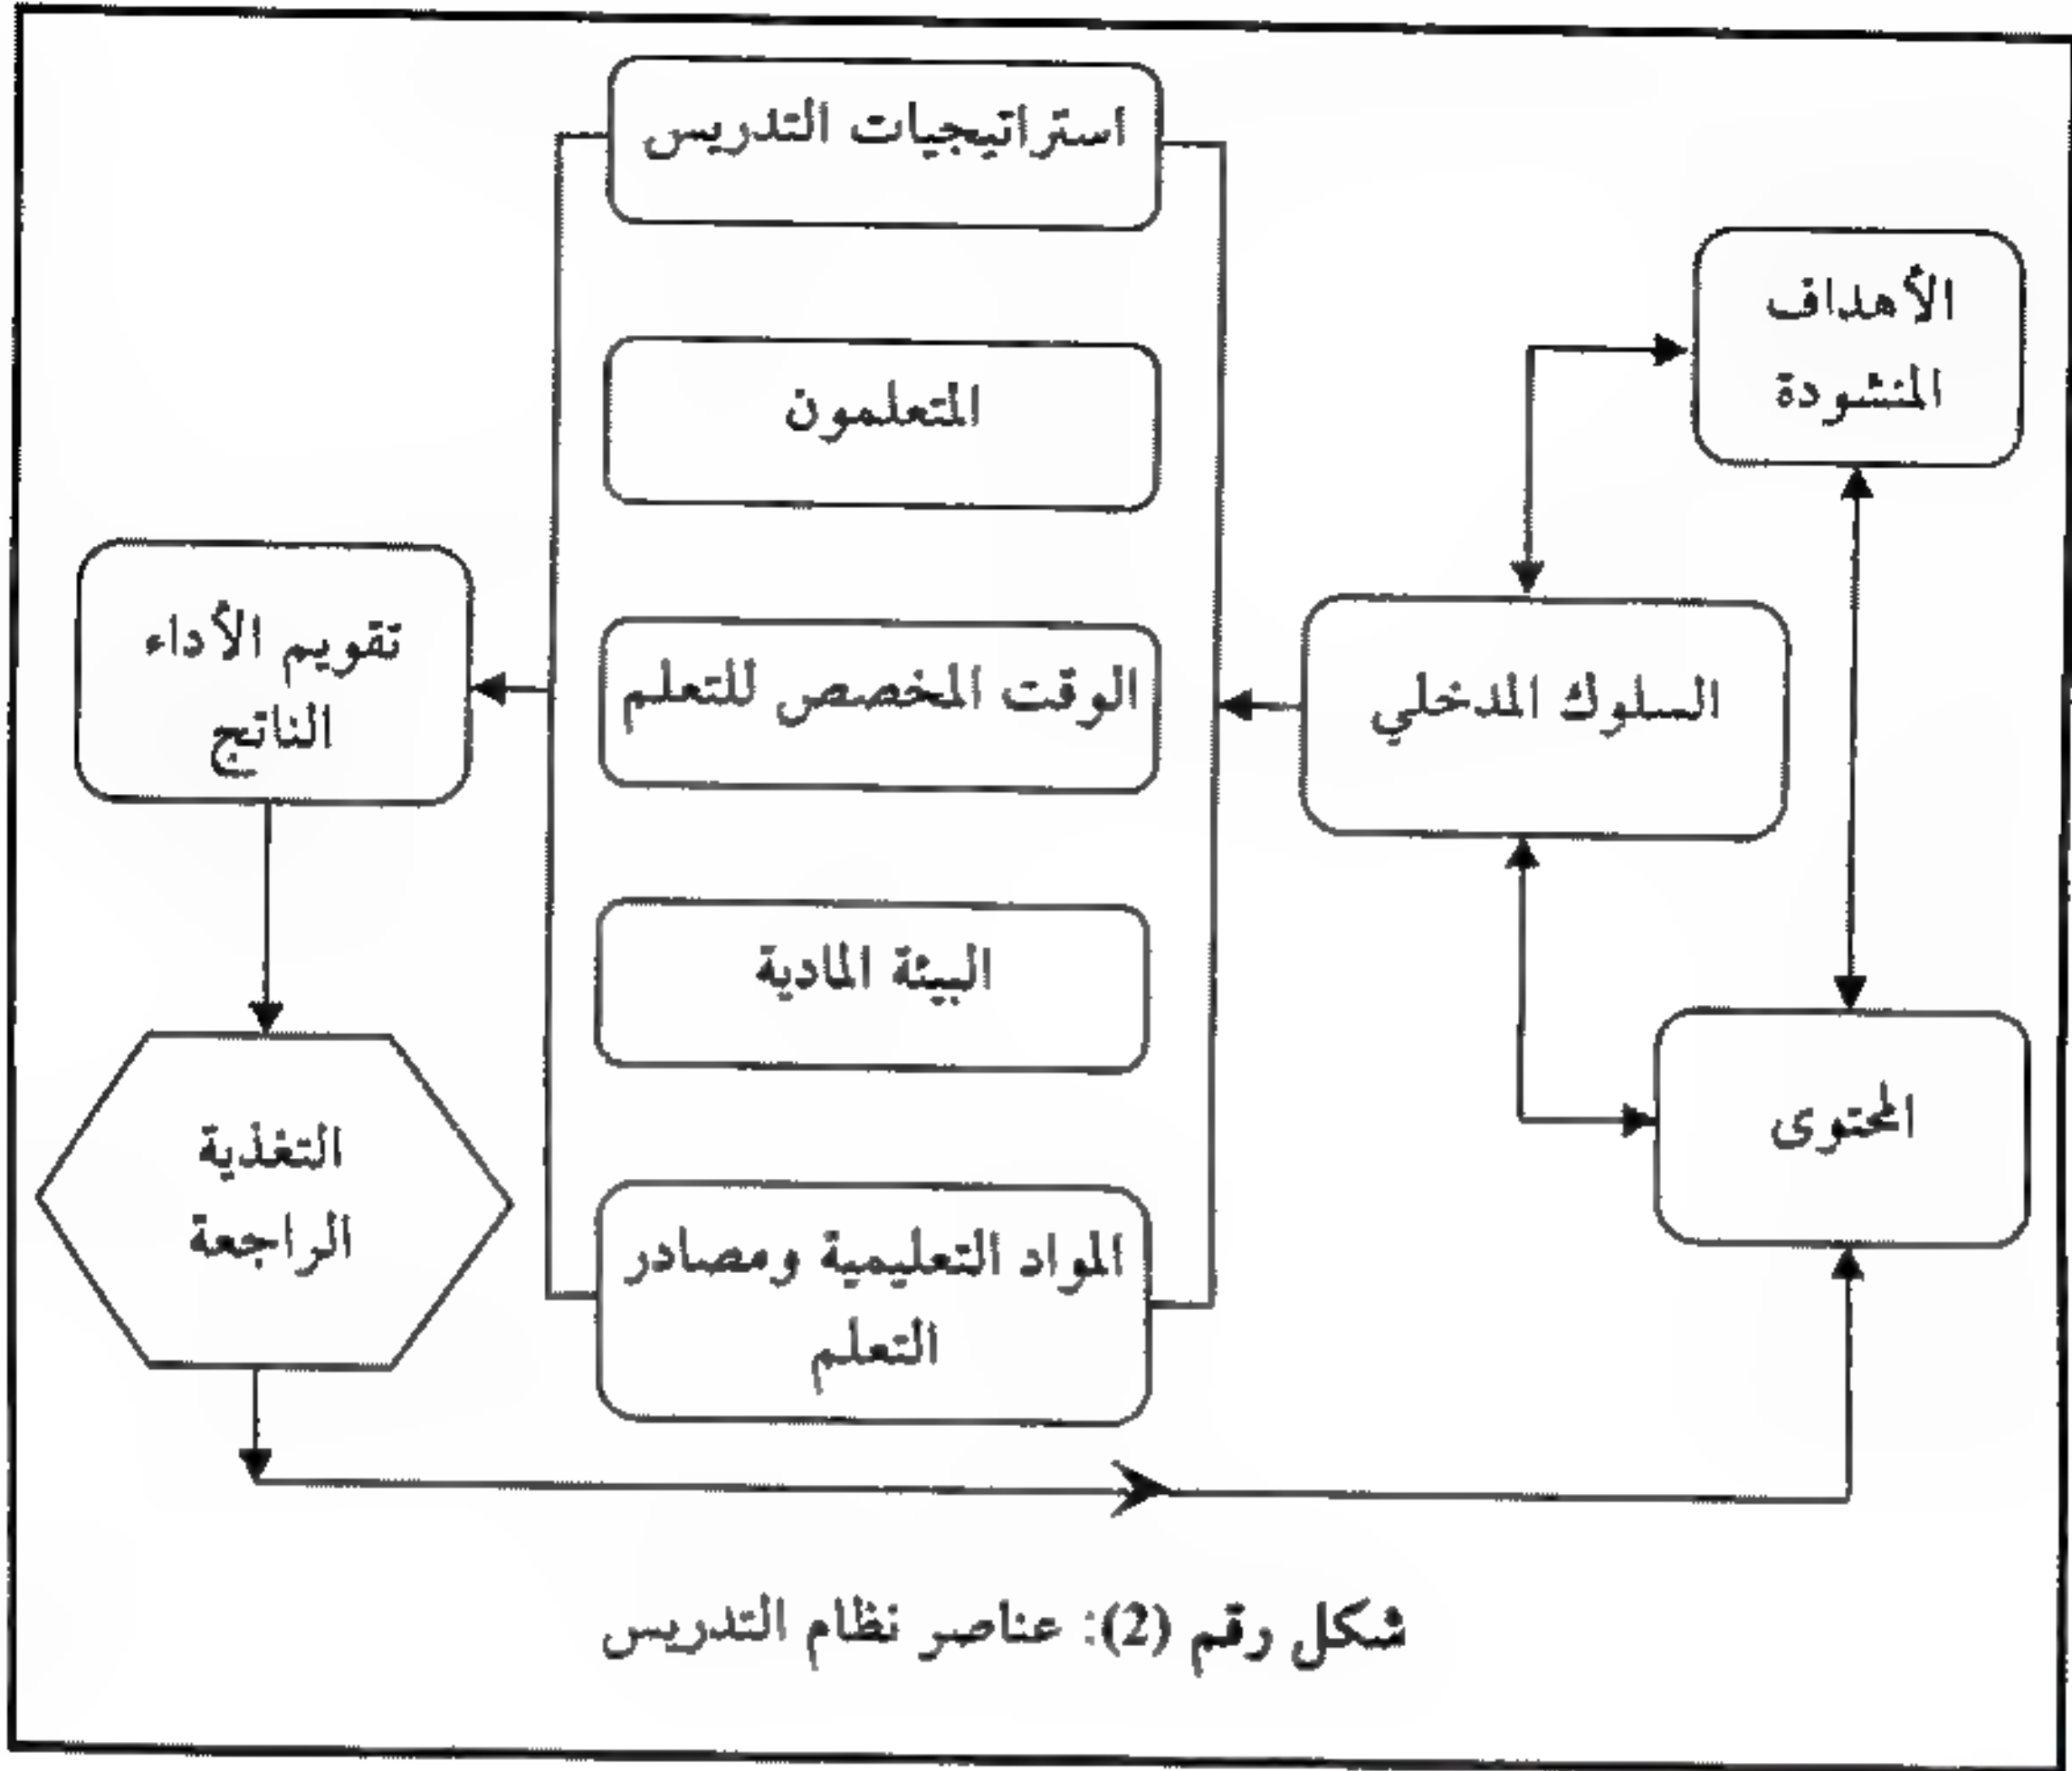 استراتيجيات التدريس
الأهداف
المنشودة
المتعلمون
السلوك المدخلي
الوقت المخصص للتعلم
تقويم الأداء
الناتج
البيئة المادية
المحتوى
المواد التعليمية ومصادر
التعلم
التغذية
الراجعة
شكل رقم (2): عناصر نظام التدريس